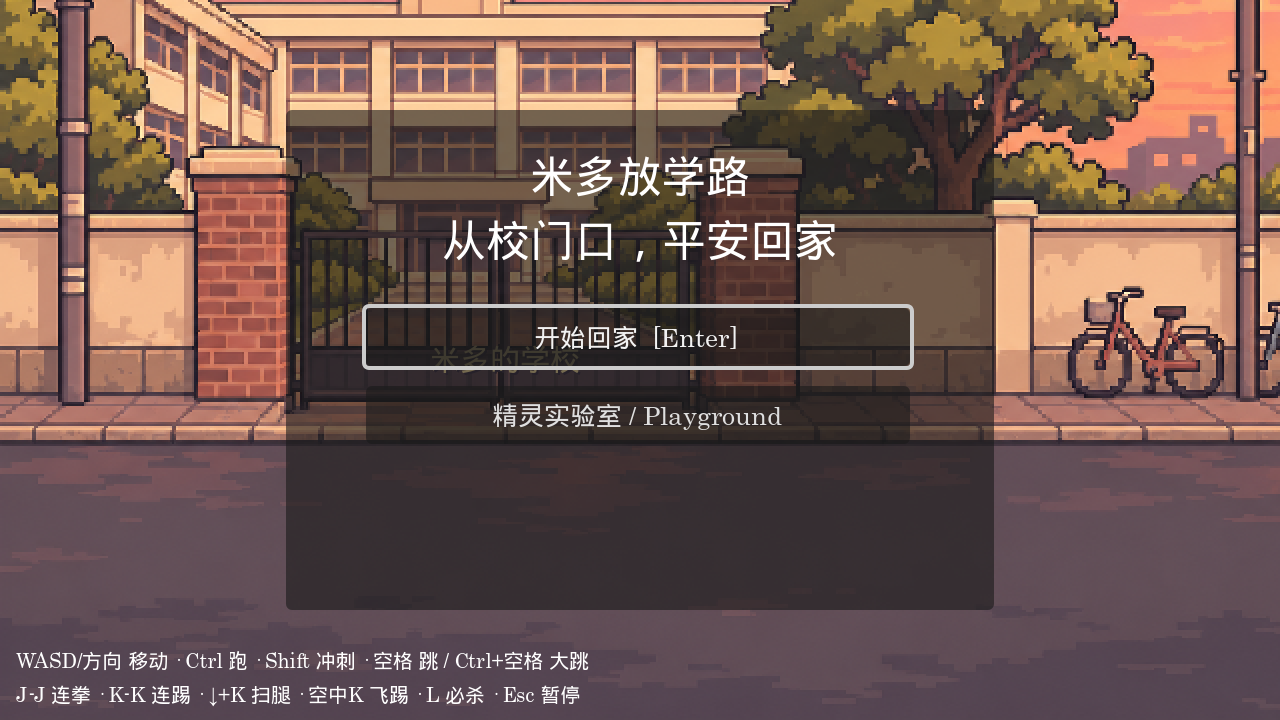 米多放学路
从校门口，平安回家
开始回家 [Enter]
米多的学校
精灵实验室 / Playground
WASD/方向 移动 · Ctrl 跑 · Shift 冲刺 · 空格 跳 / Ctrl+空格 大跳
J-J 连拳 · K-K 连踢 · ↓+K 扫腿 · 空中K 飞踢 · L 必杀 · Esc 暂停